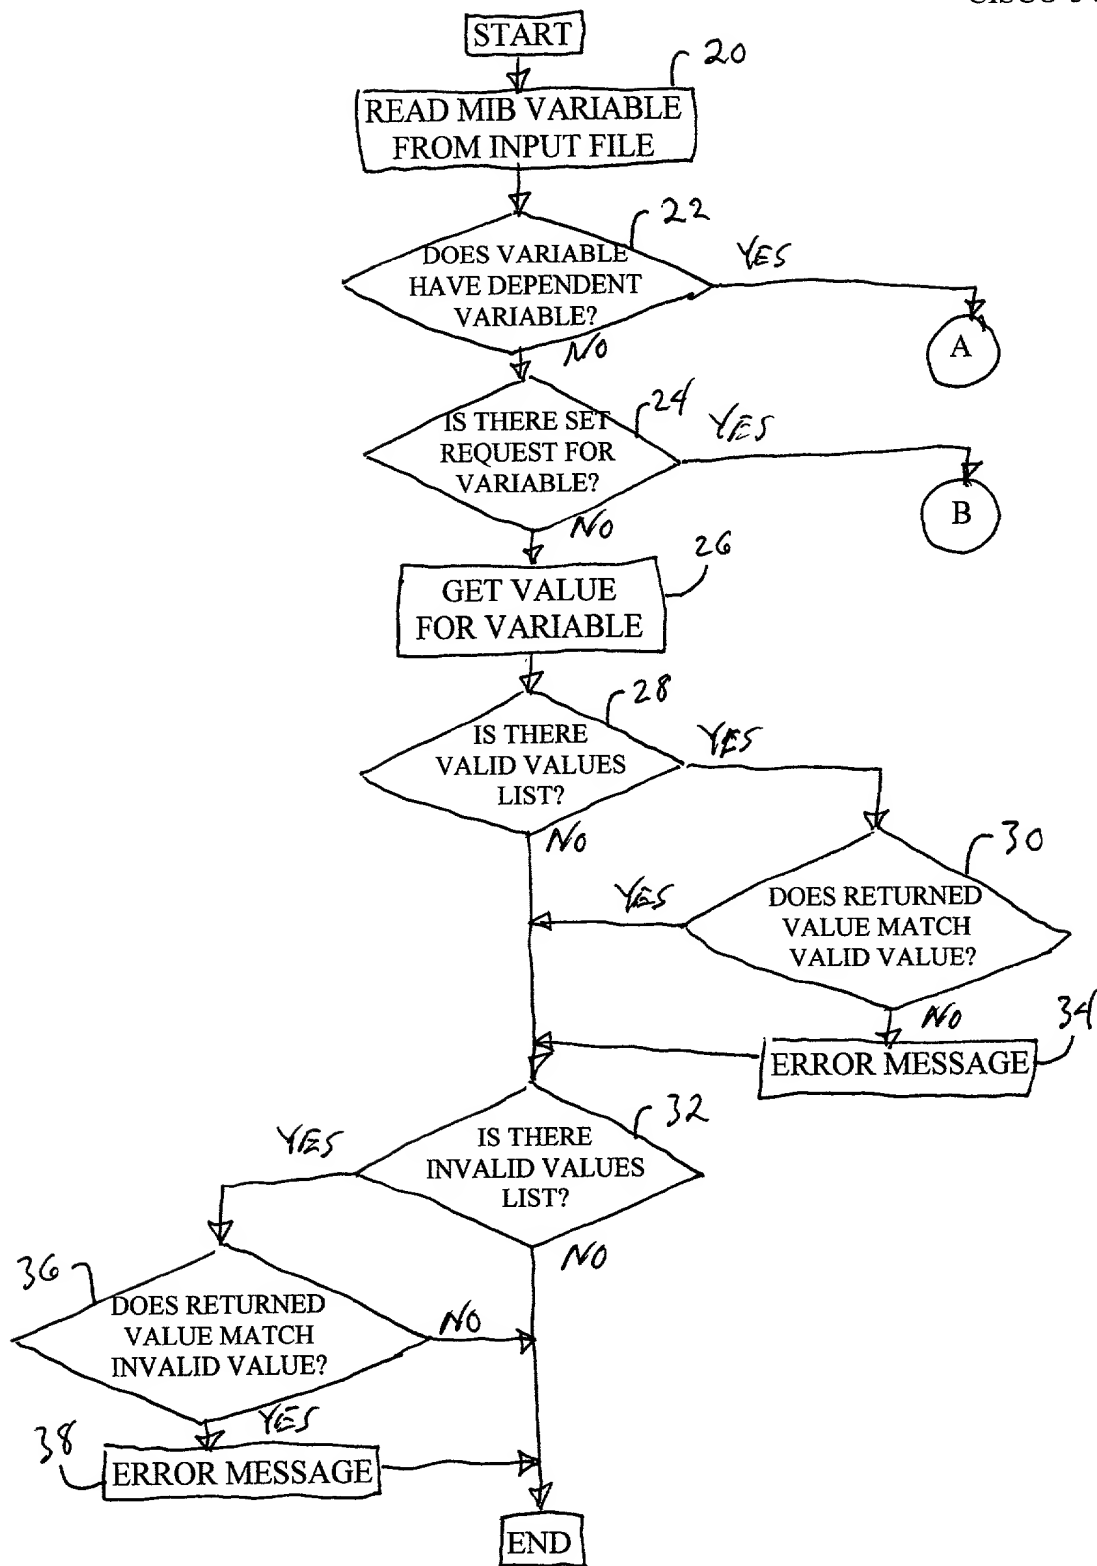 START
20
READ MIB VARIABLE
FROM INPUT FILE
22
DOES VARIABLE
HAVE DEPENDENT
VARIABLE?
YES
A
NO
24
IS THERE SET
REQUEST FOR
VARIABLE?
YES
B
NO
26
GET VALUE
FOR VARIABLE
28
IS THERE
VALID VALUES
LIST?
YES
NO
30
DOES RETURNED
VALUE MATCH
VALID VALUE?
YES
NO
34
ERROR MESSAGE
32
IS THERE
INVALID VALUES
LIST?
YES
NO
36
DOES RETURNED
VALUE MATCH
INVALID VALUE?
NO
YES
38
ERROR MESSAGE
END